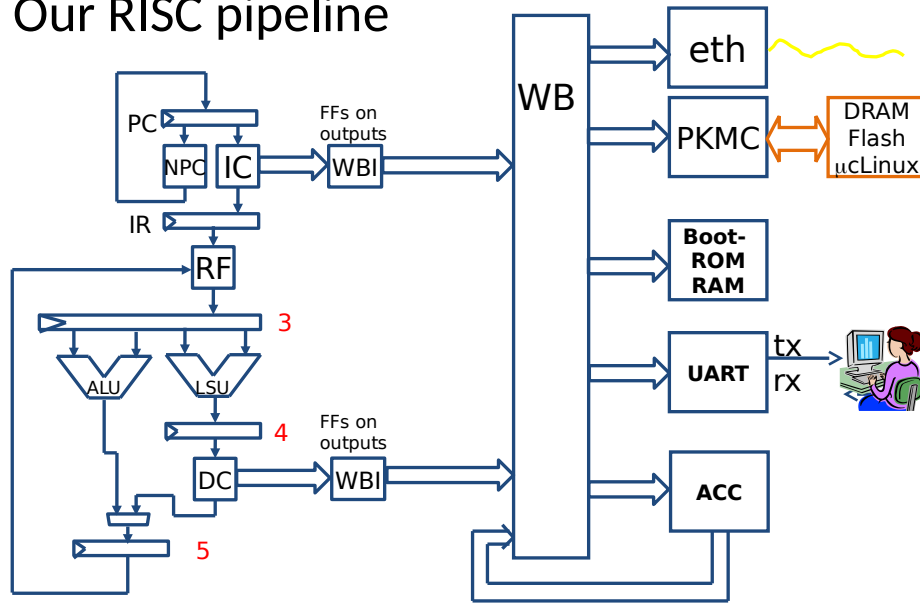 Our RISC pipeline
PC
NPC
IC
FFs on
outputs
WBI
IR
RF
3
ALU
LSU
4
FFs on
outputs
DC
WBI
5
WB
eth
PKMC
DRAM
Flash
μcLinux
Boot-
ROM
RAM
UART
tx
rx
ACC